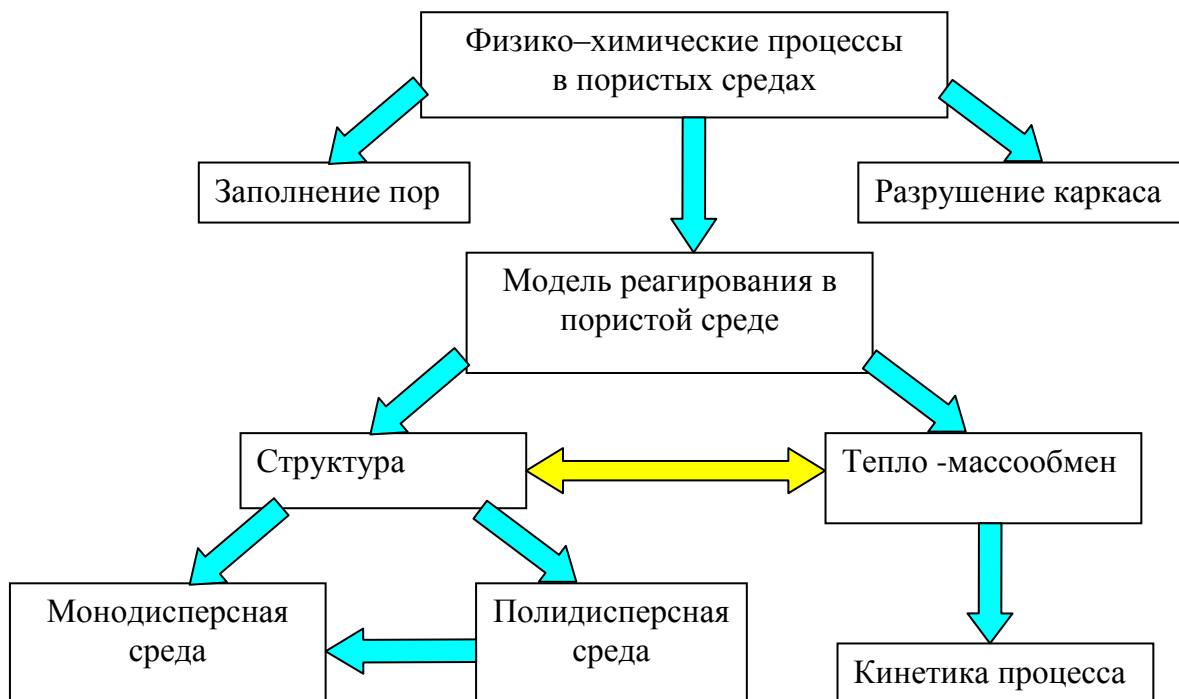 Физико–химические процессы
в пористых средах
Заполнение пор
Разрушение каркаса
Модель реагирования в
пористой среде
Структура
Тепло -массообмен
Монодисперсная
среда
Полидисперсная
среда
Кинетика процесса